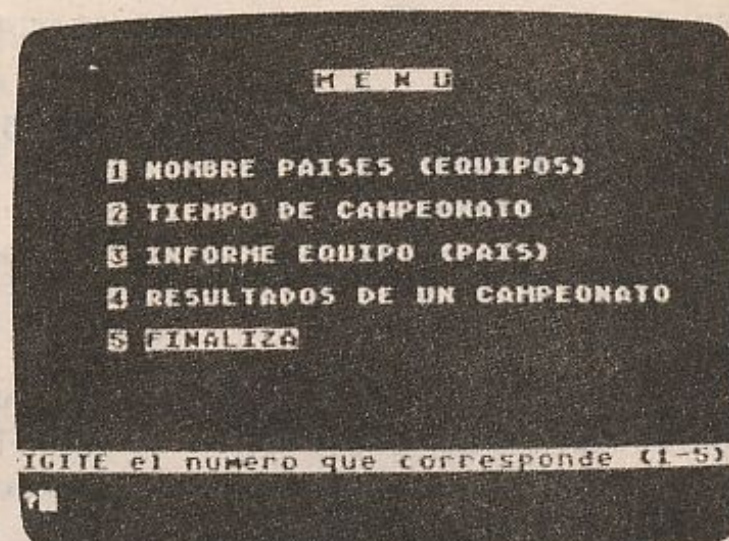 M E N U
1 NOMBRE PAISES (EQUIPOS)
2 TIEMPO DE CAMPEONATO
3 INFORME EQUIPO (PAIS)
4 RESULTADOS DE UN CAMPEONATO
5 FINALIZA
IGITE el numero que corresponde (1-5)
?